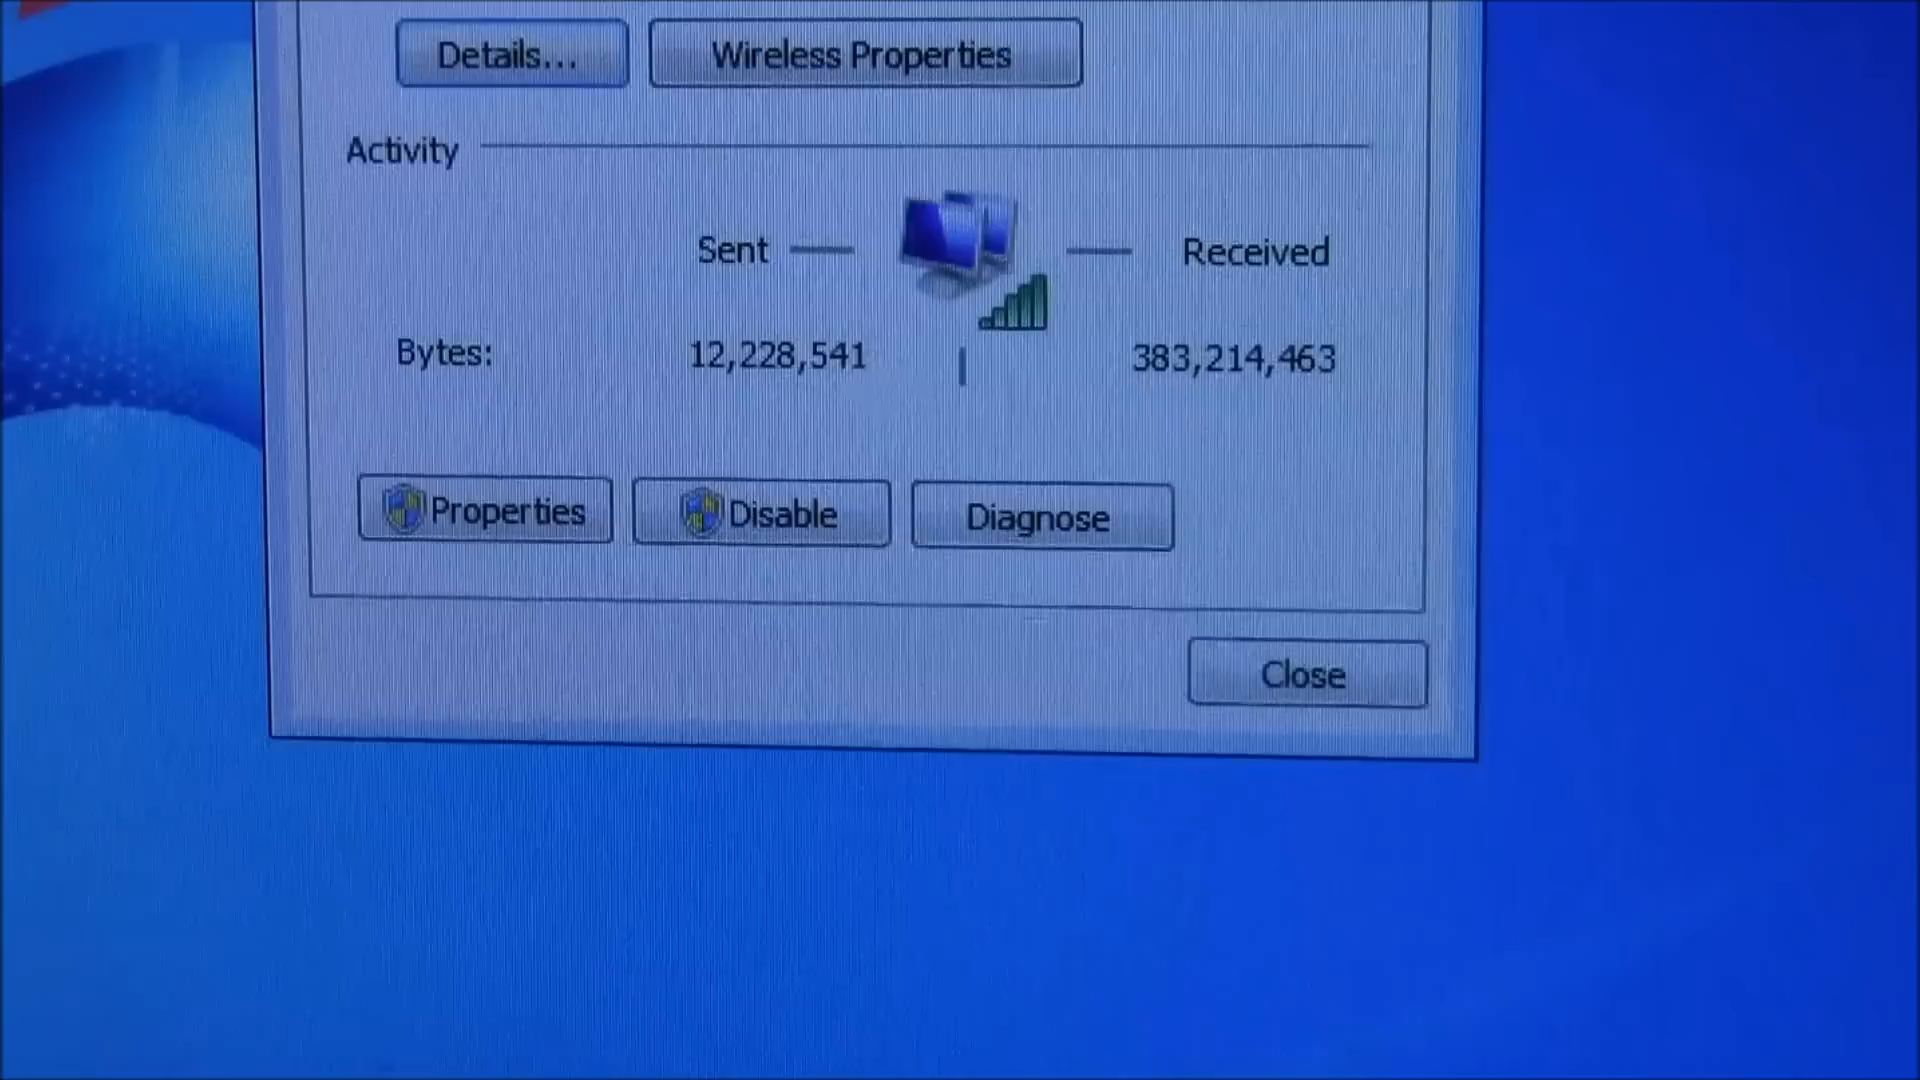 Details... Wireless Properties
Activity
Sent Received
Bytes: 12,228,541 383,214,463
Properties Disable Diagnose
Close